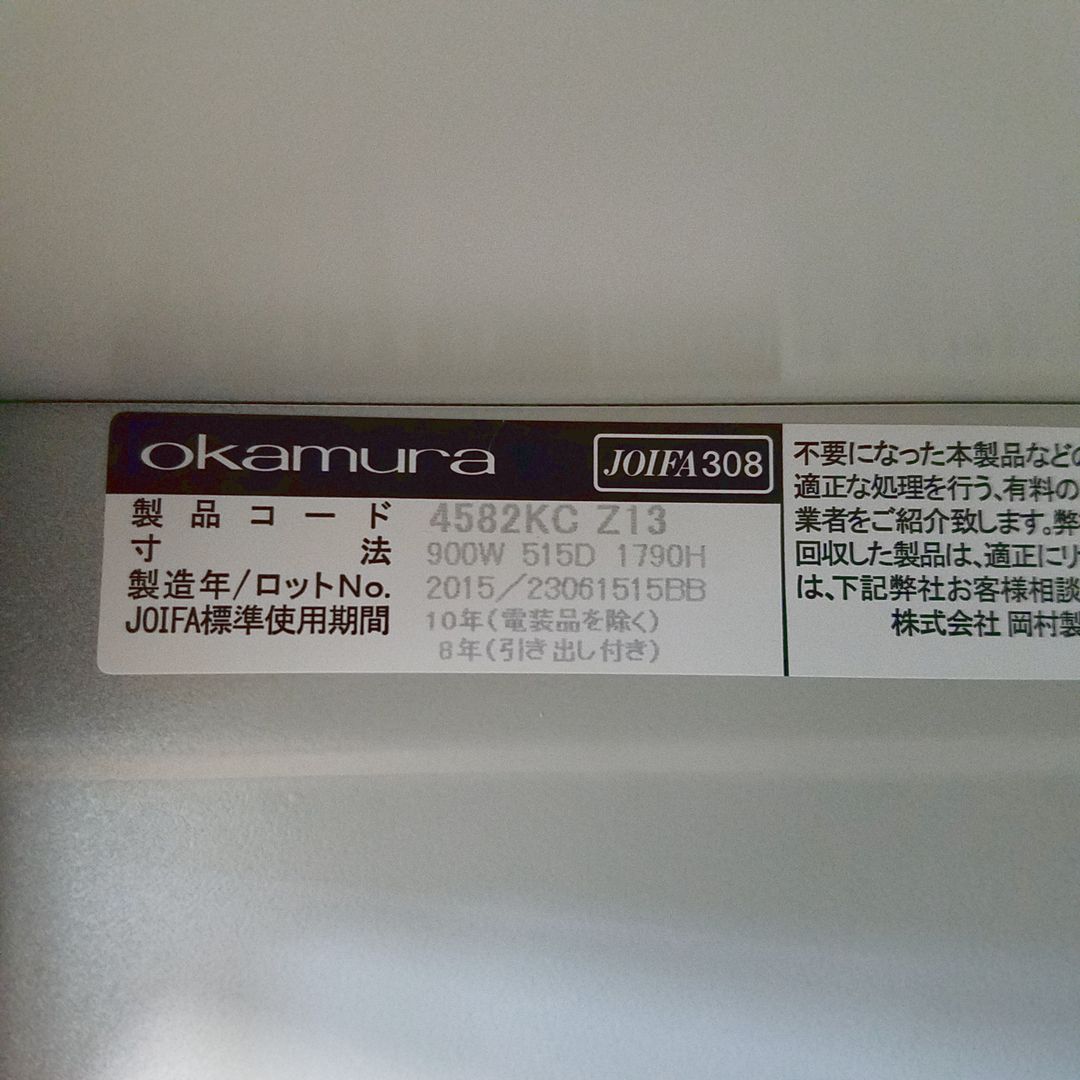 okamura JOIFA308
製品コード 4582KC Z13
寸法 900W 515D 1790H
製造年/ロットNo. 2015/23061515BB
JOIFA標準使用期間 10年(電装品を除く)
8年(引き出し付き)
不要になった本製品などの
適正な処理を行う、有料の
業者をご紹介致します。弊
回収した製品は、適正にリ
は、下記弊社お客様相談
株式会社 岡村製